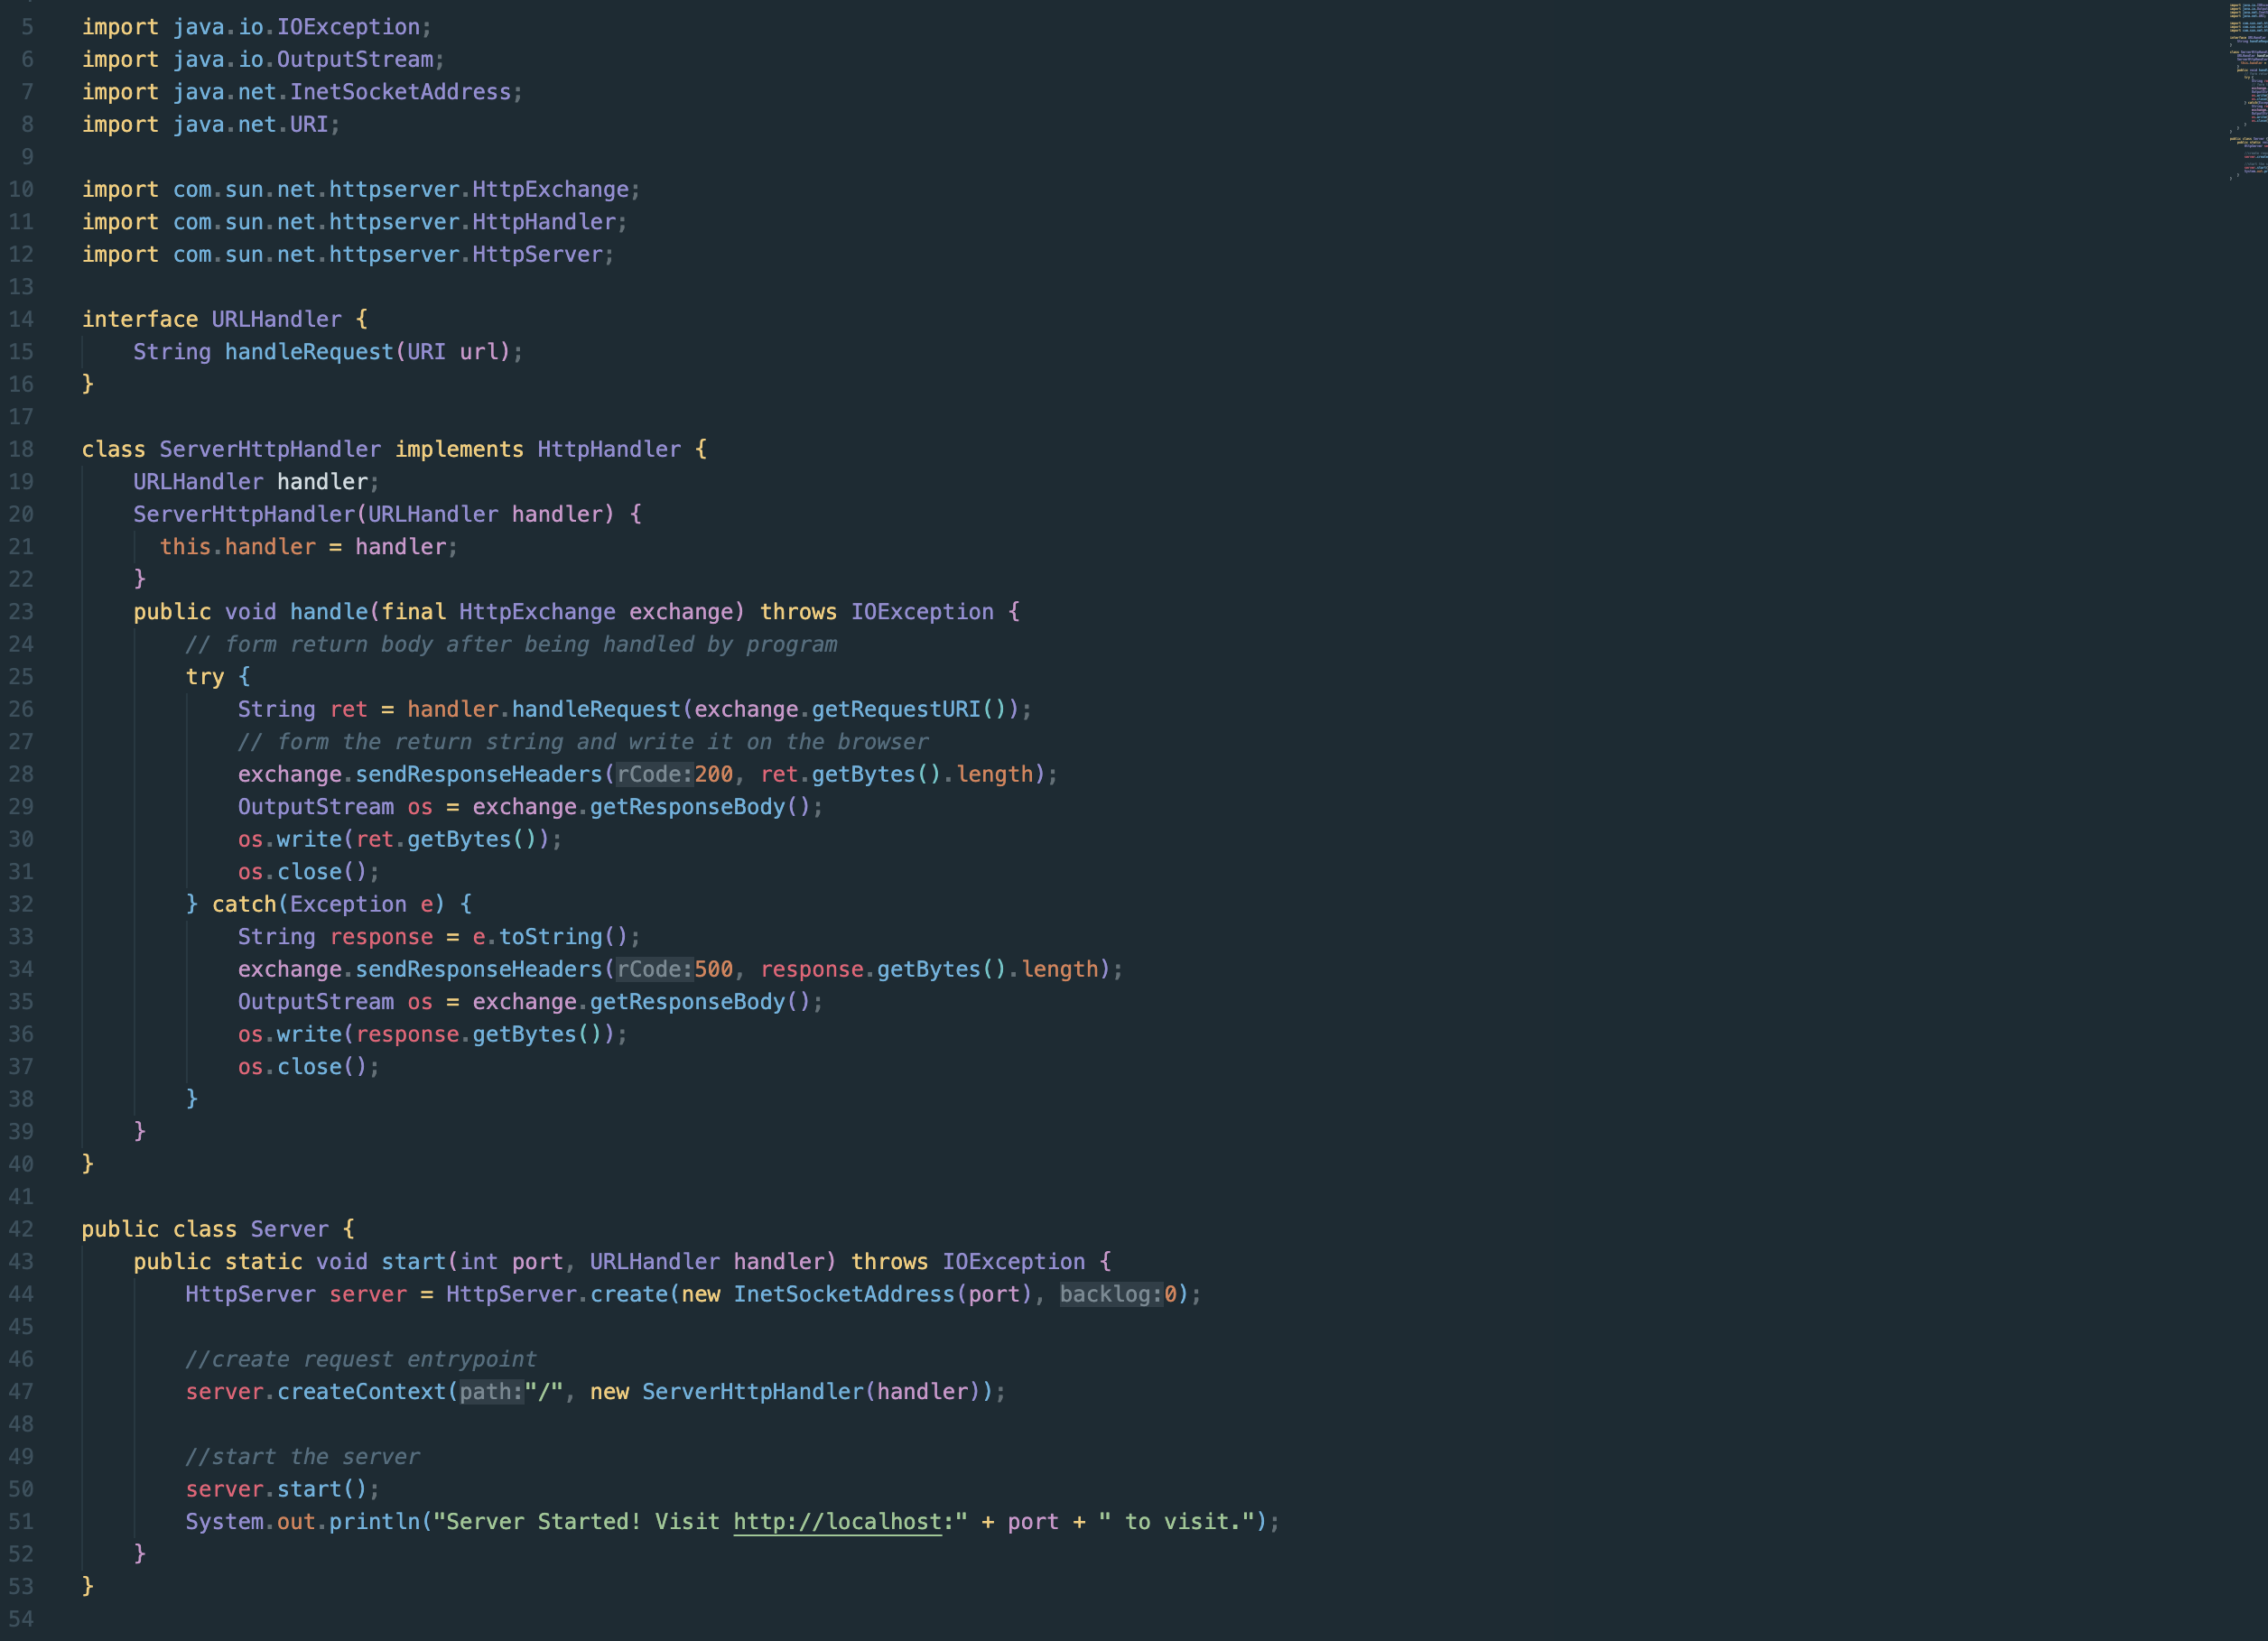 5 import java.io.IOException;
6 import java.io.OutputStream;
7 import java.net.InetSocketAddress;
8 import java.net.URI;
9
10 import com.sun.net.httpserver.HttpExchange;
11 import com.sun.net.httpserver.HttpHandler;
12 import com.sun.net.httpserver.HttpServer;
13
14 interface URLHandler {
15     String handleRequest(URI url);
16 }
17
18 class ServerHttpHandler implements HttpHandler {
19     URLHandler handler;
20     ServerHttpHandler(URLHandler handler) {
21       this.handler = handler;
22     }
23     public void handle(final HttpExchange exchange) throws IOException {
24         // form return body after being handled by program
25         try {
26             String ret = handler.handleRequest(exchange.getRequestURI());
27             // form the return string and write it on the browser
28             exchange.sendResponseHeaders(rCode:200, ret.getBytes().length);
29             OutputStream os = exchange.getResponseBody();
30             os.write(ret.getBytes());
31             os.close();
32         } catch(Exception e) {
33             String response = e.toString();
34             exchange.sendResponseHeaders(rCode:500, response.getBytes().length);
35             OutputStream os = exchange.getResponseBody();
36             os.write(response.getBytes());
37             os.close();
38         }
39     }
40 }
41
42 public class Server {
43     public static void start(int port, URLHandler handler) throws IOException {
44         HttpServer server = HttpServer.create(new InetSocketAddress(port), backlog:0);
45
46         //create request entrypoint
47         server.createContext(path:"/", new ServerHttpHandler(handler));
48
49         //start the server
50         server.start();
51         System.out.println("Server Started! Visit http://localhost:" + port + " to visit.");
52     }
53 }
54